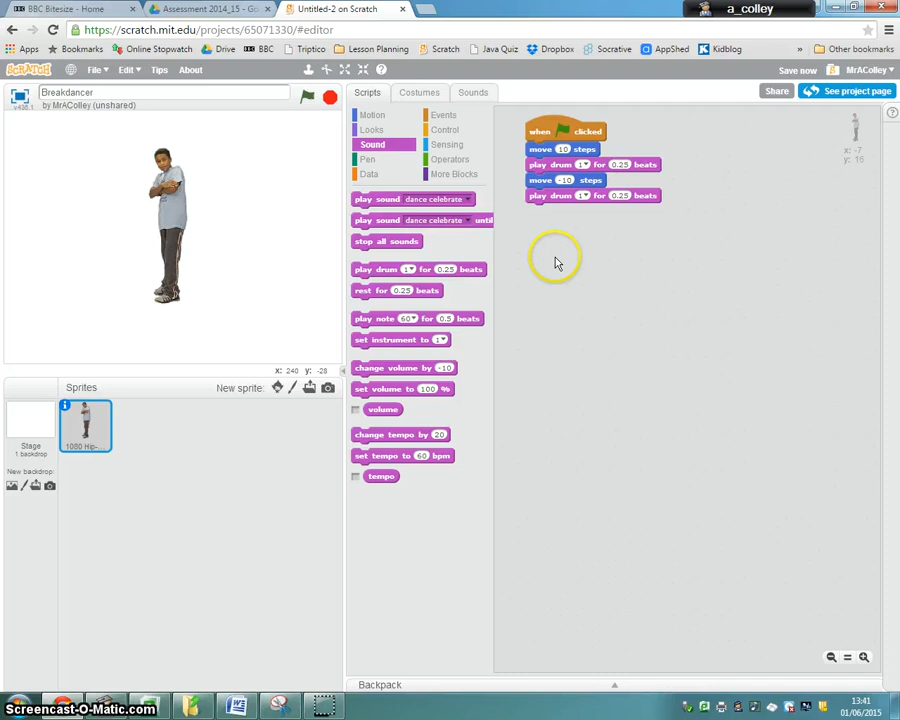 BBC Bitesize - Home
Assessment 2014_15 - Go
Untitled-2 on Scratch
a_colley
https://scratch.mit.edu/projects/65071330/#editor
Apps Bookmarks Online Stopwatch Drive BBC Triptico Lesson Planning Scratch Java Quiz Dropbox Socrative AppShed Kidblog » Other bookmarks
SCRATCH File Edit Tips About Save now MrAColley
Breakdancer
by MrAColley (unshared)
v438.1
Scripts Costumes Sounds
Share See project page
Motion Events
Looks Control
Sound Sensing
Pen Operators
Data More Blocks
play sound dance celebrate
play sound dance celebrate until
stop all sounds
play drum 1 for 0.25 beats
rest for 0.25 beats
play note 60 for 0.5 beats
set instrument to 1
change volume by -10
set volume to 100 %
volume
change tempo by 20
set tempo to 60 bpm
tempo
when clicked
move 10 steps
play drum 1 for 0.25 beats
move -10 steps
play drum 1 for 0.25 beats
x: -7
y: 16
x: 240 y: -28
Sprites New sprite:
Stage
1 backdrop
New backdrop:
1080 Hip-...
Backpack
Screencast-O-Matic.com
13:41
01/06/2015